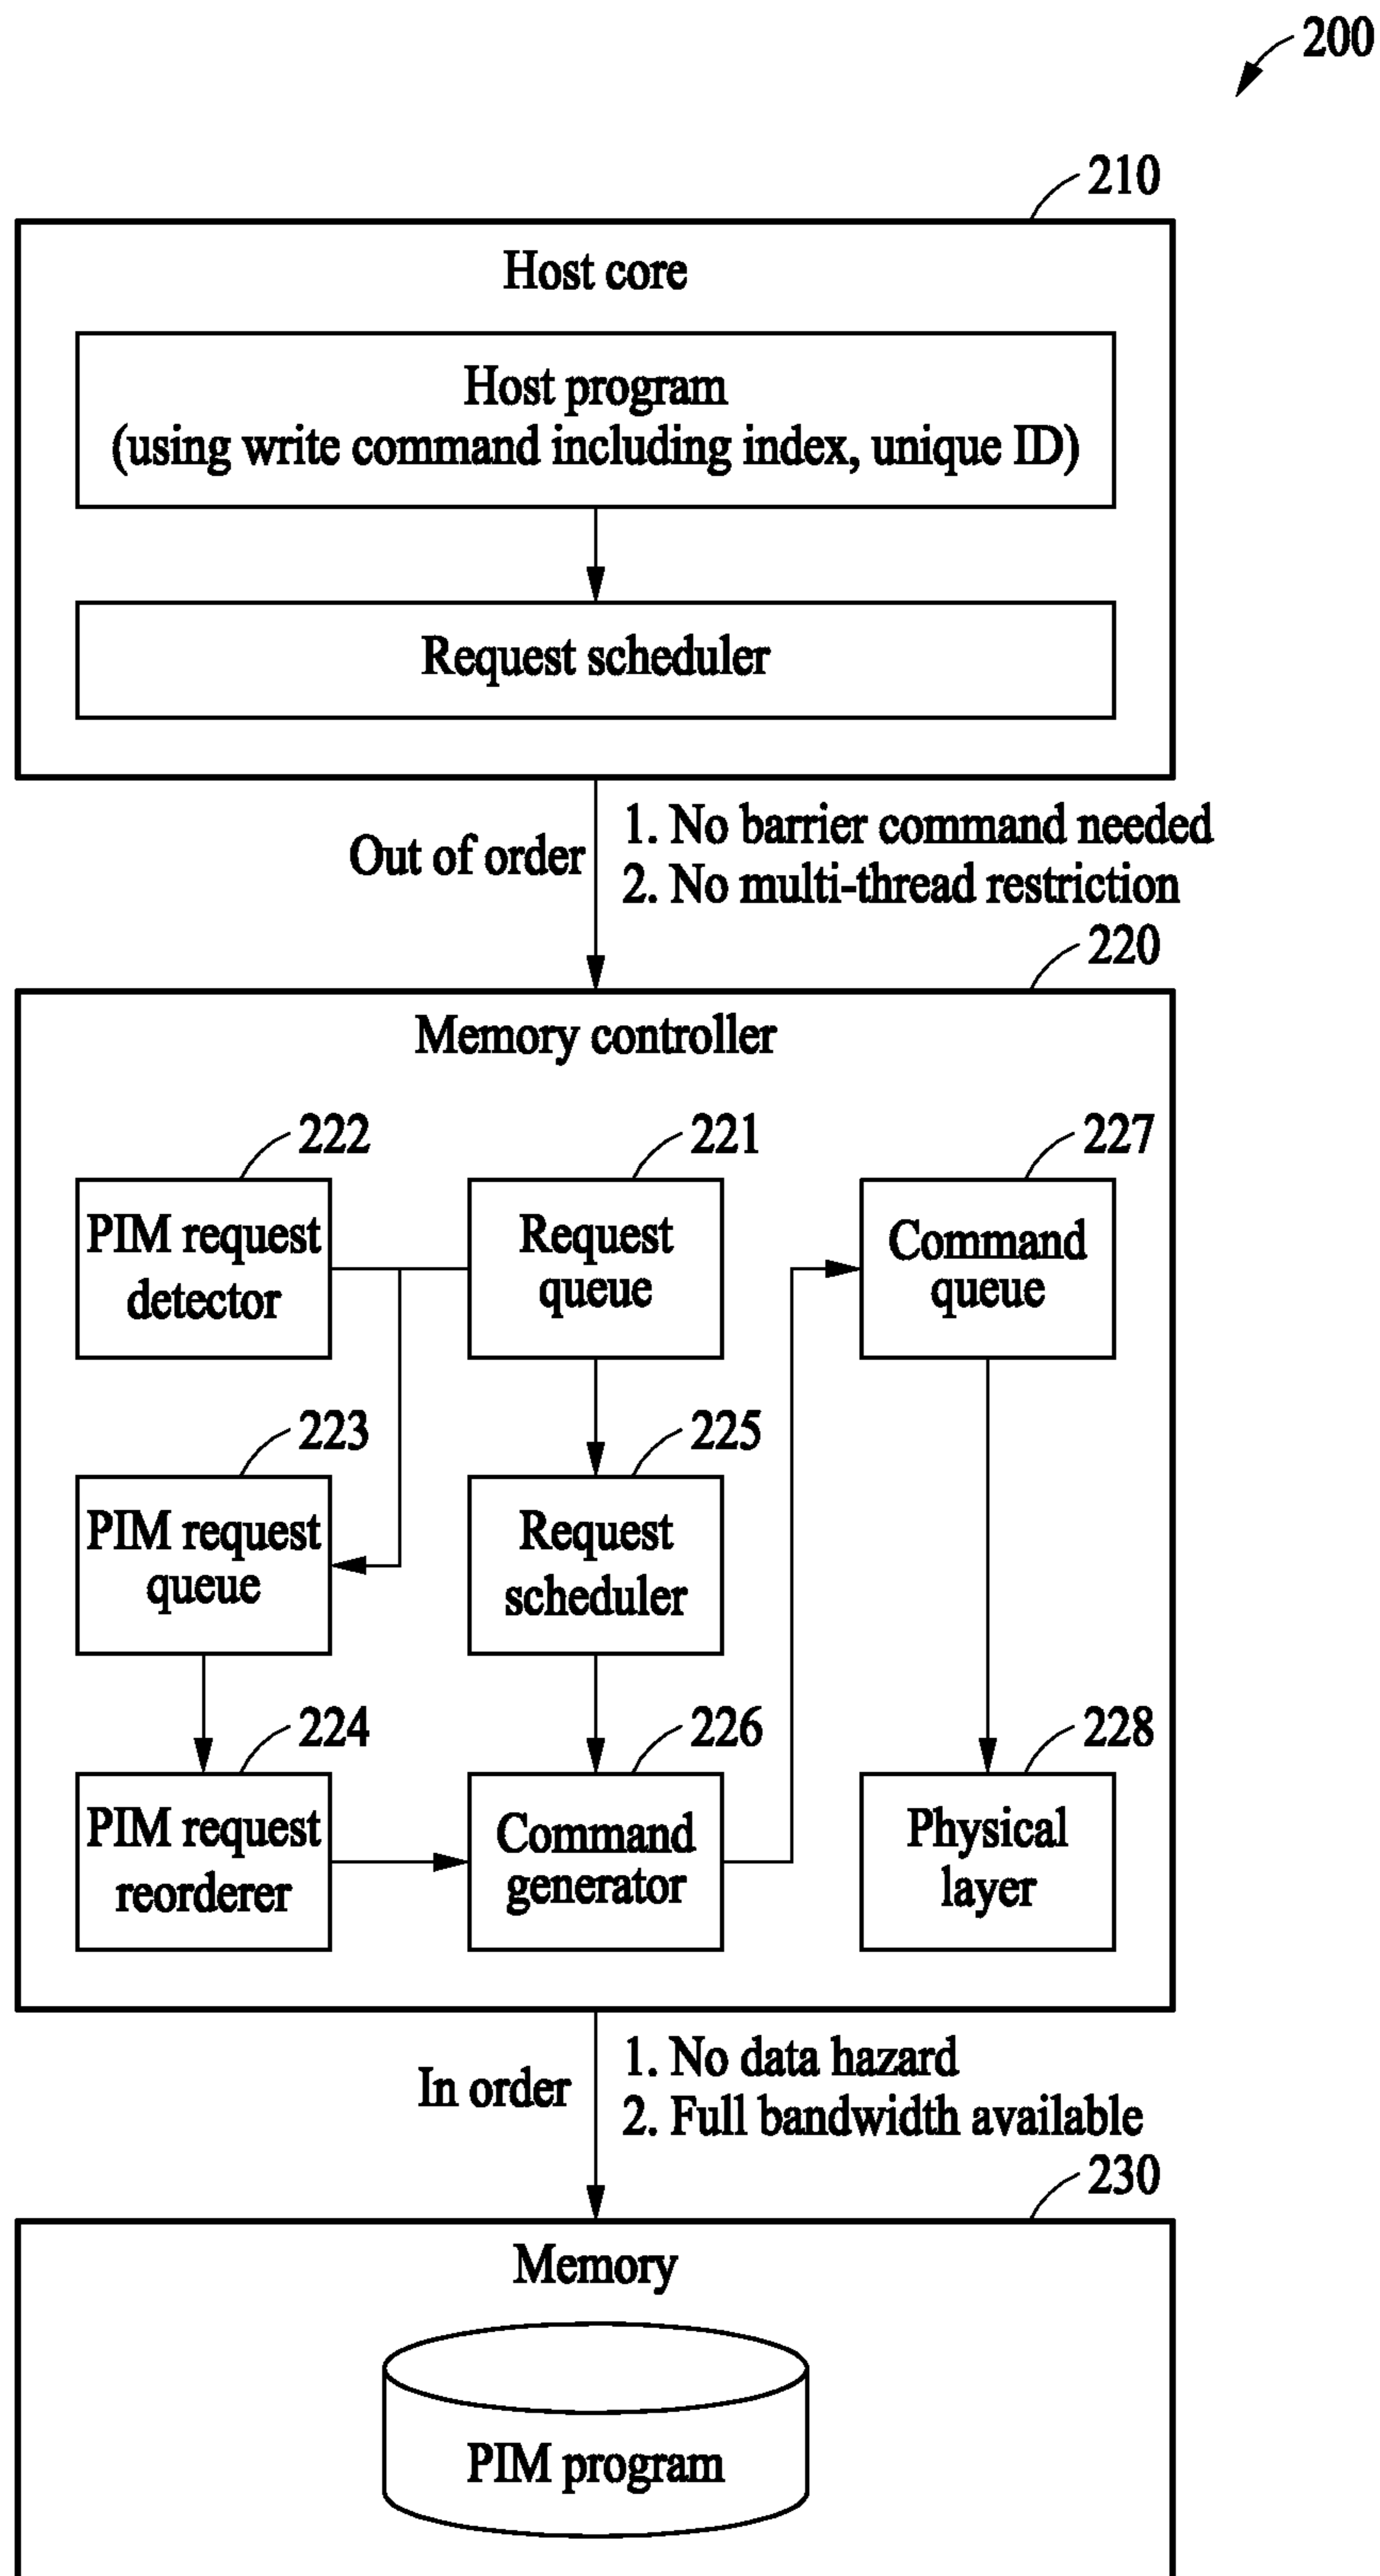 200
210
Host core
Host program
(using write command including index, unique ID)
Request scheduler
Out of order
1. No barrier command needed
2. No multi-thread restriction
220
Memory controller
222
221
227
PIM request
detector
Request
queue
Command
queue
223
225
PIM request
queue
Request
scheduler
224
226
228
PIM request
reorderer
Command
generator
Physical
layer
In order
1. No data hazard
2. Full bandwidth available
230
Memory
PIM program